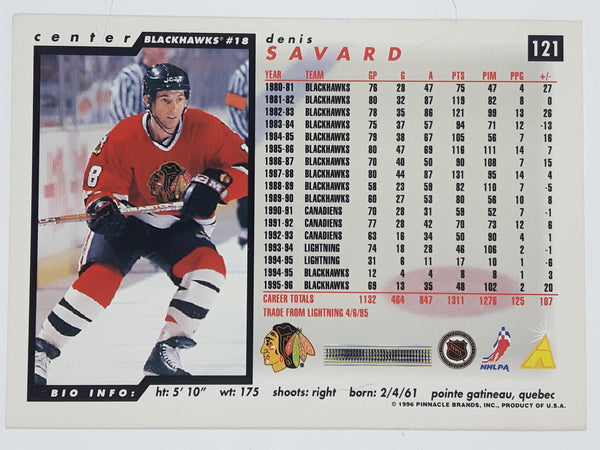 center BLACKHAWKS® #18
denis
SAVARD
121
YEAR TEAM GP G A PTS PIM PPG +/-
1980-81 BLACKHAWKS 76 28 47 75 47 4 27
1981-82 BLACKHAWKS 80 32 87 119 82 8 0
1982-83 BLACKHAWKS 78 35 86 121 99 13 26
1983-84 BLACKHAWKS 75 37 57 94 71 12 -13
1984-85 BLACKHAWKS 79 38 67 105 56 7 16
1985-86 BLACKHAWKS 80 47 69 116 111 14 7
1986-87 BLACKHAWKS 70 40 50 90 108 7 15
1987-88 BLACKHAWKS 80 44 87 131 95 14 4
1988-89 BLACKHAWKS 58 23 59 82 110 7 -5
1989-90 BLACKHAWKS 60 27 53 80 56 10 8
1990-91 CANADIENS 70 28 31 59 52 7 -1
1991-92 CANADIENS 77 28 42 70 73 12 6
1992-93 CANADIENS 63 16 34 50 90 4 1
1993-94 LIGHTNING 74 18 28 46 106 2 -1
1994-95 LIGHTNING 31 6 11 17 10 1 -6
1994-95 BLACKHAWKS 12 4 4 8 8 1 3
1995-96 BLACKHAWKS 69 13 35 48 102 2 20
CAREER TOTALS 1132 464 847 1311 1276 125 107
TRADE FROM LIGHTNING 4/6/95
NHL
NHLPA
BIO INFO: ht: 5' 10" wt: 175 shoots: right born: 2/4/61 pointe gatineau, quebec
© 1996 PINNACLE BRANDS, INC., PRODUCT OF U.S.A.